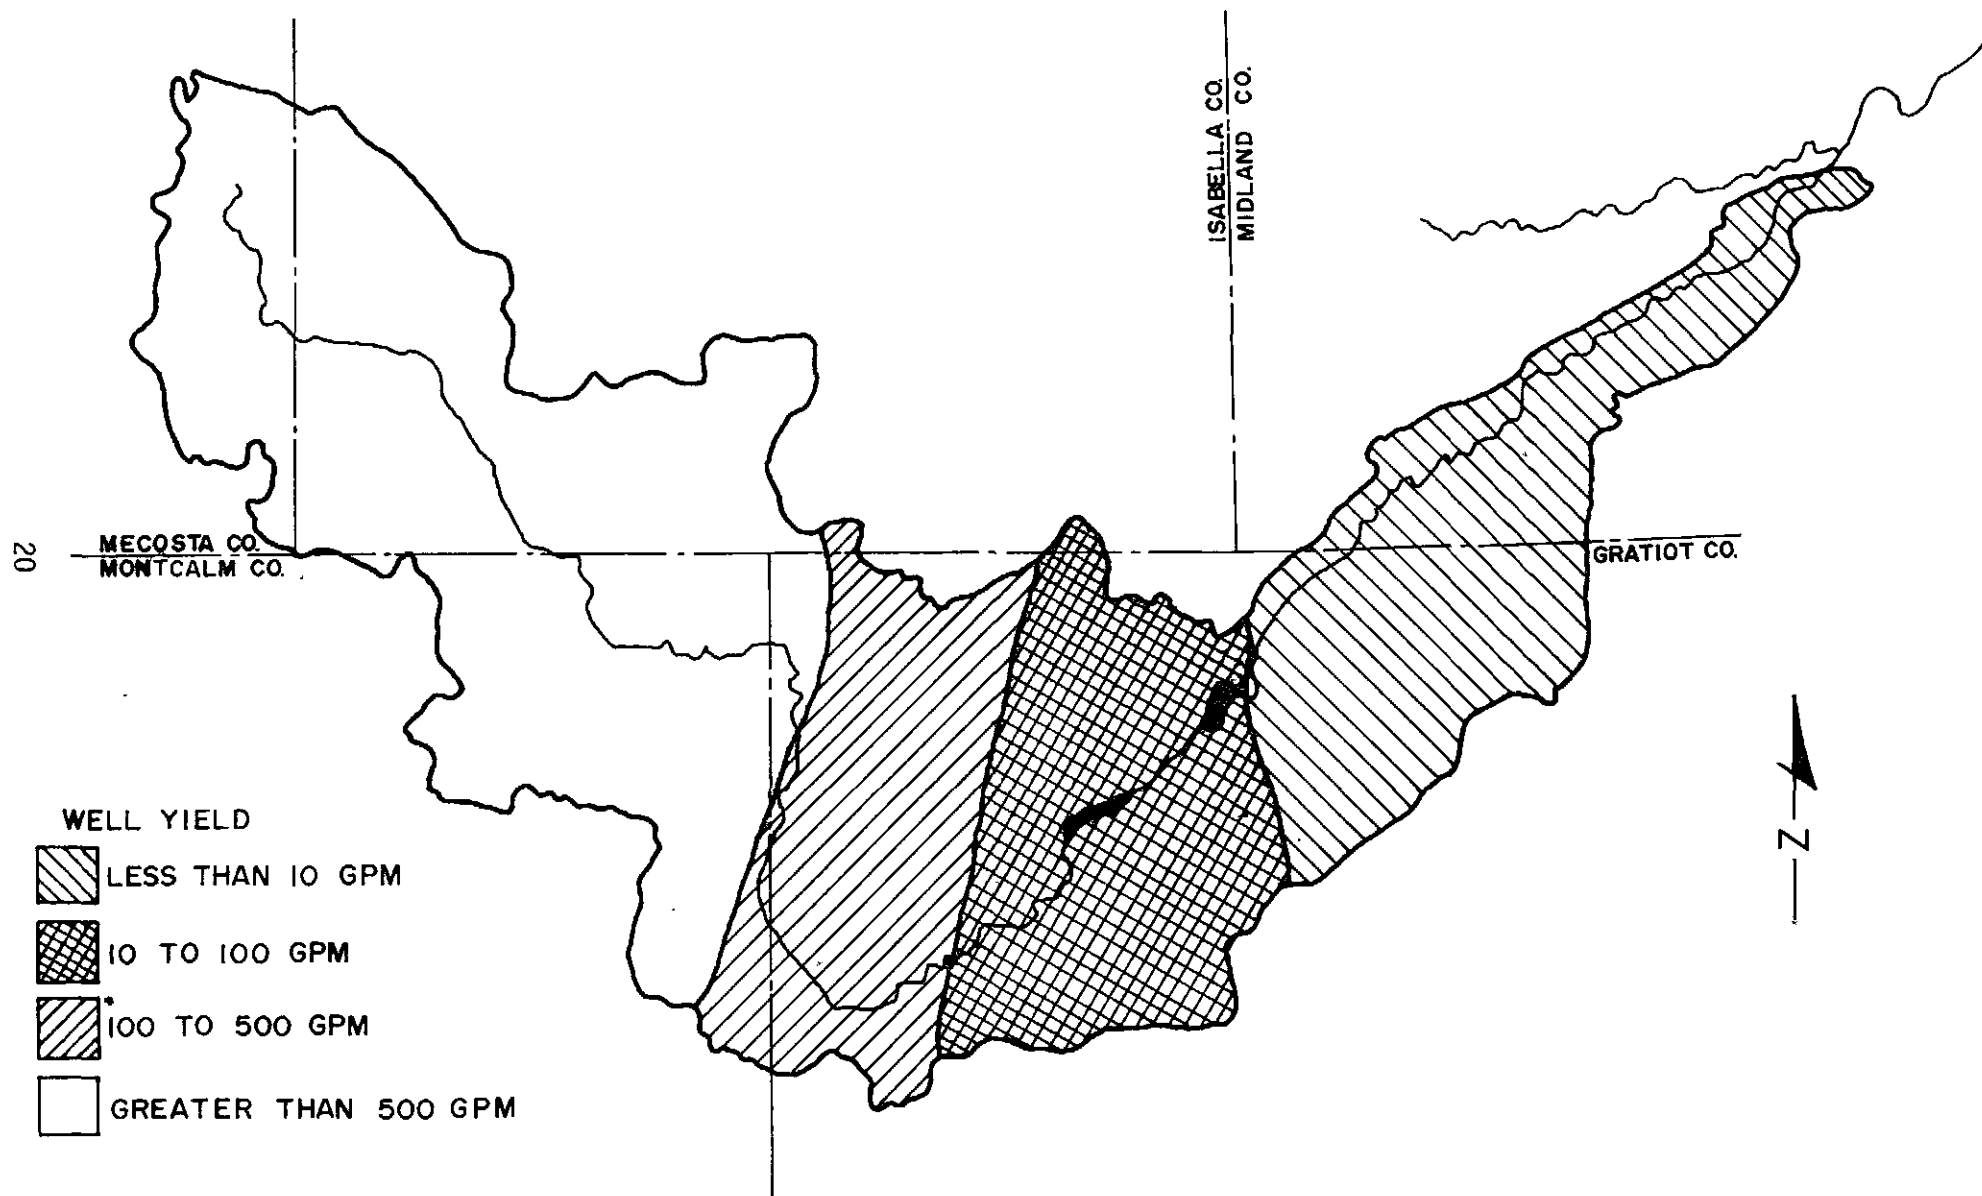 ISABELLA CO.
MIDLAND CO.
20
MECOSTA CO.
MONTCALM CO.
GRATIOT CO.
WELL YIELD
LESS THAN 10 GPM
10 TO 100 GPM
*100 TO 500 GPM
GREATER THAN 500 GPM
Z